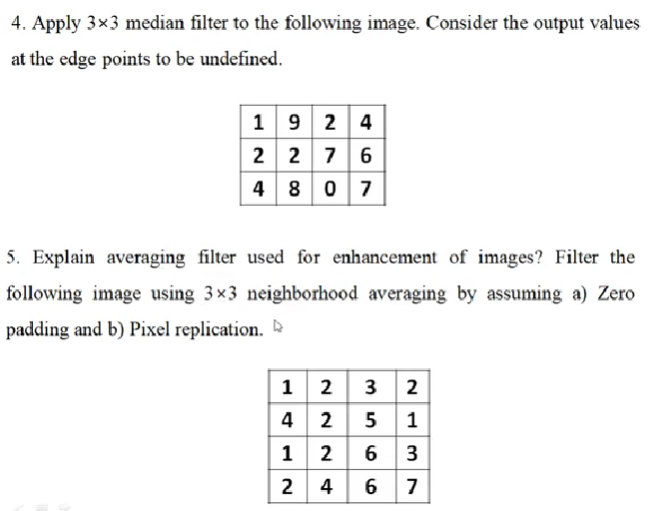 4. Apply 3×3 median filter to the following image. Consider the output values
at the edge points to be undefined.
1 9 2 4
2 2 7 6
4 8 0 7
5. Explain averaging filter used for enhancement of images? Filter the
following image using 3×3 neighborhood averaging by assuming a) Zero
padding and b) Pixel replication.
1 2 3 2
4 2 5 1
1 2 6 3
2 4 6 7